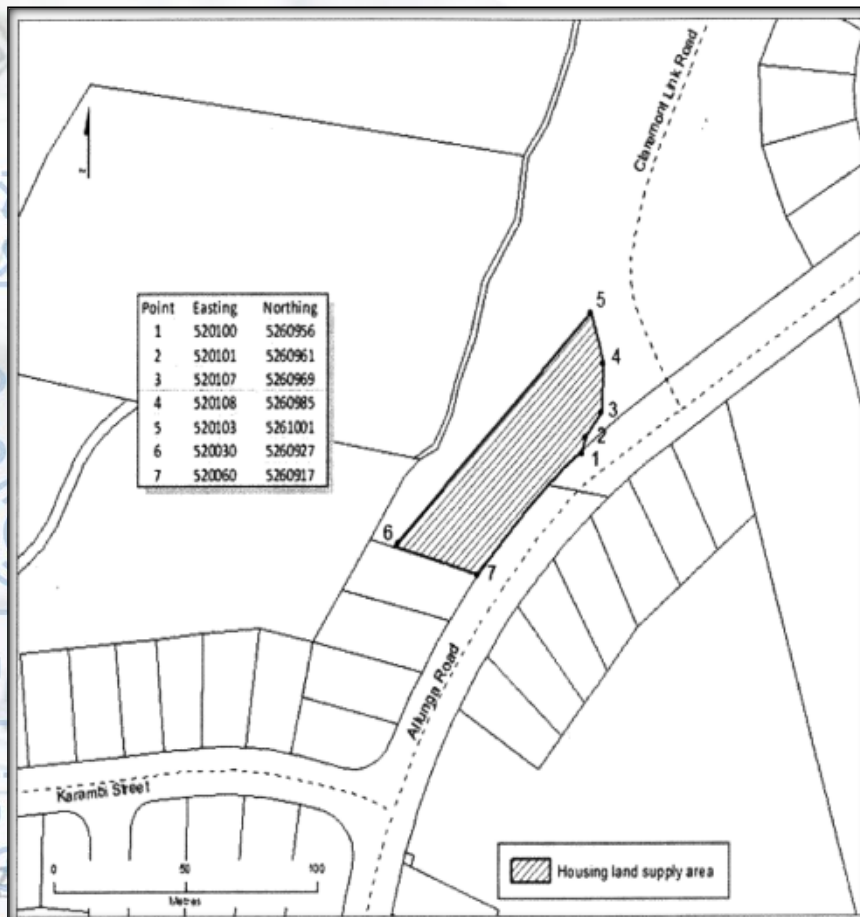 Claremont Link Road
N
Point Easting Northing
1 520100 5260956
2 520101 5260961
3 520107 5260969
4 520108 5260985
5 520103 5261001
6 520030 5260927
7 520060 5260917
5
4
3
2
1
6
7
Allunga Road
Karambi Street
0 50 100
Metres
Housing land supply area